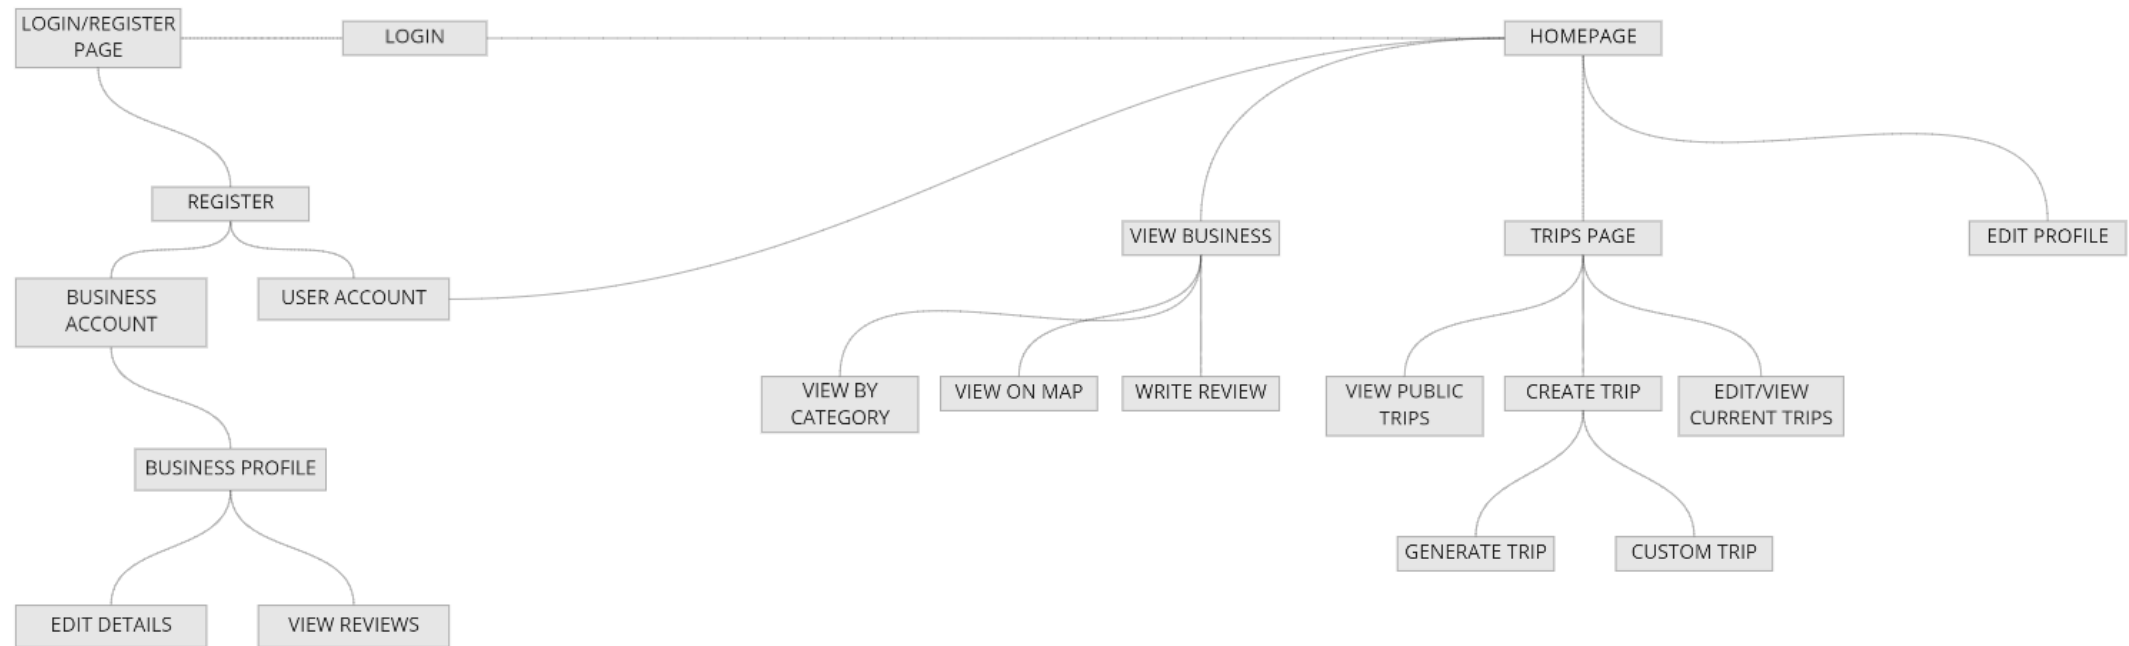 LOGIN/REGISTER
PAGE
LOGIN
HOMEPAGE
REGISTER
VIEW BUSINESS
TRIPS PAGE
EDIT PROFILE
BUSINESS
ACCOUNT
USER ACCOUNT
VIEW BY
CATEGORY
VIEW ON MAP
WRITE REVIEW
VIEW PUBLIC
TRIPS
CREATE TRIP
EDIT/VIEW
CURRENT TRIPS
BUSINESS PROFILE
GENERATE TRIP
CUSTOM TRIP
EDIT DETAILS
VIEW REVIEWS